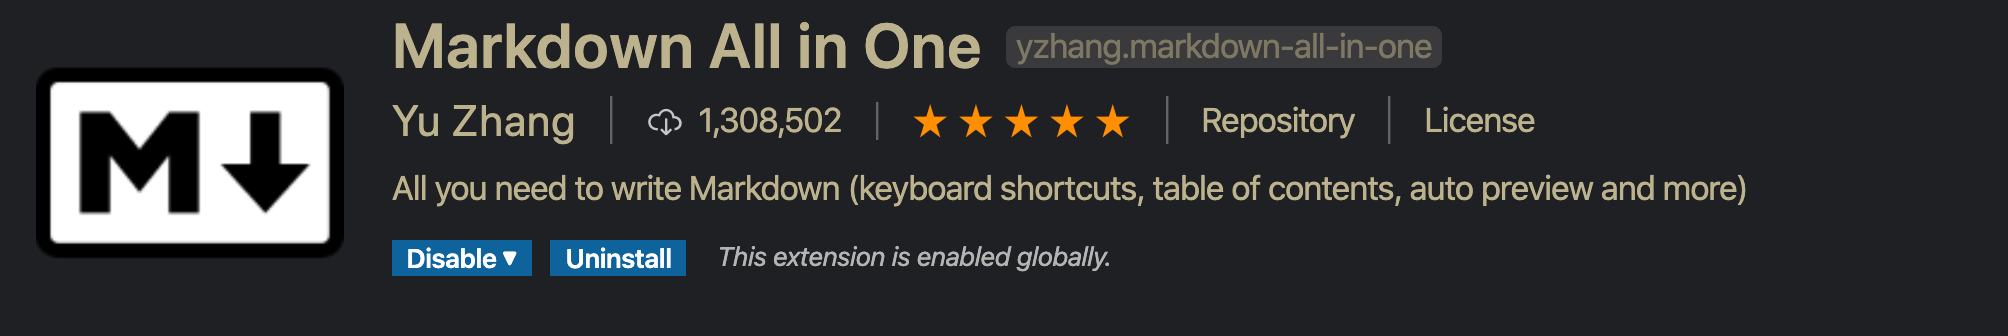 Markdown All in One yzhang.markdown-all-in-one
Yu Zhang 1,308,502 Repository License
All you need to write Markdown (keyboard shortcuts, table of contents, auto preview and more)
Disable Uninstall This extension is enabled globally.
M